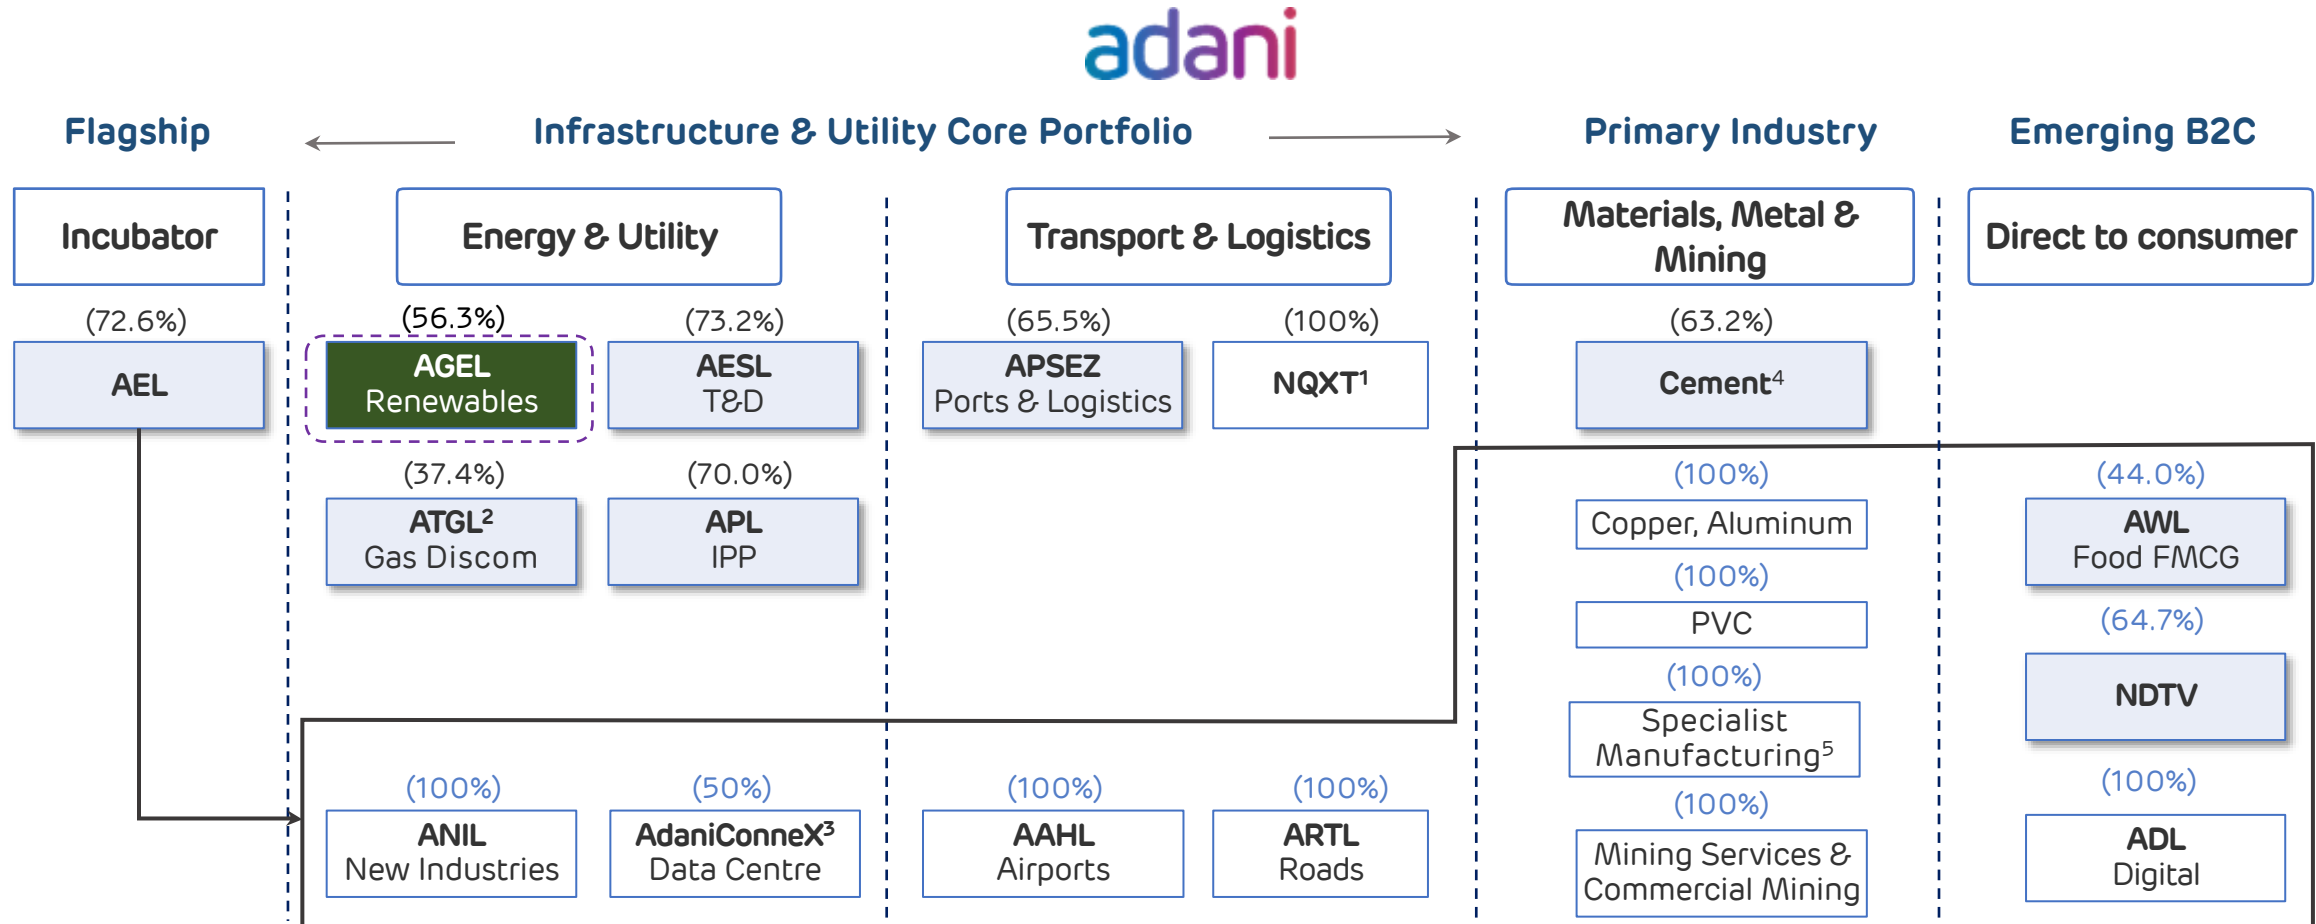 adani
Flagship
Infrastructure & Utility Core Portfolio
Primary Industry
Emerging B2C
Incubator
Energy & Utility
Transport & Logistics
Materials, Metal &
Mining
Direct to consumer
(72.6%)
(56.3%)
(73.2%)
(65.5%)
(100%)
(63.2%)
AEL
AGEL
Renewables
AESL
T&D
APSEZ
Ports & Logistics
NQXT¹
Cement⁴
(37.4%)
(70.0%)
(100%)
(44.0%)
ATGL²
Gas Discom
APL
IPP
Copper, Aluminum
AWL
Food FMCG
(100%)
PVC
(64.7%)
NDTV
(100%)
Specialist
Manufacturing⁵
(100%)
(50%)
(100%)
(100%)
(100%)
(100%)
ANIL
New Industries
AdaniConneX³
Data Centre
AAHL
Airports
ARTL
Roads
Mining Services &
Commercial Mining
ADL
Digital